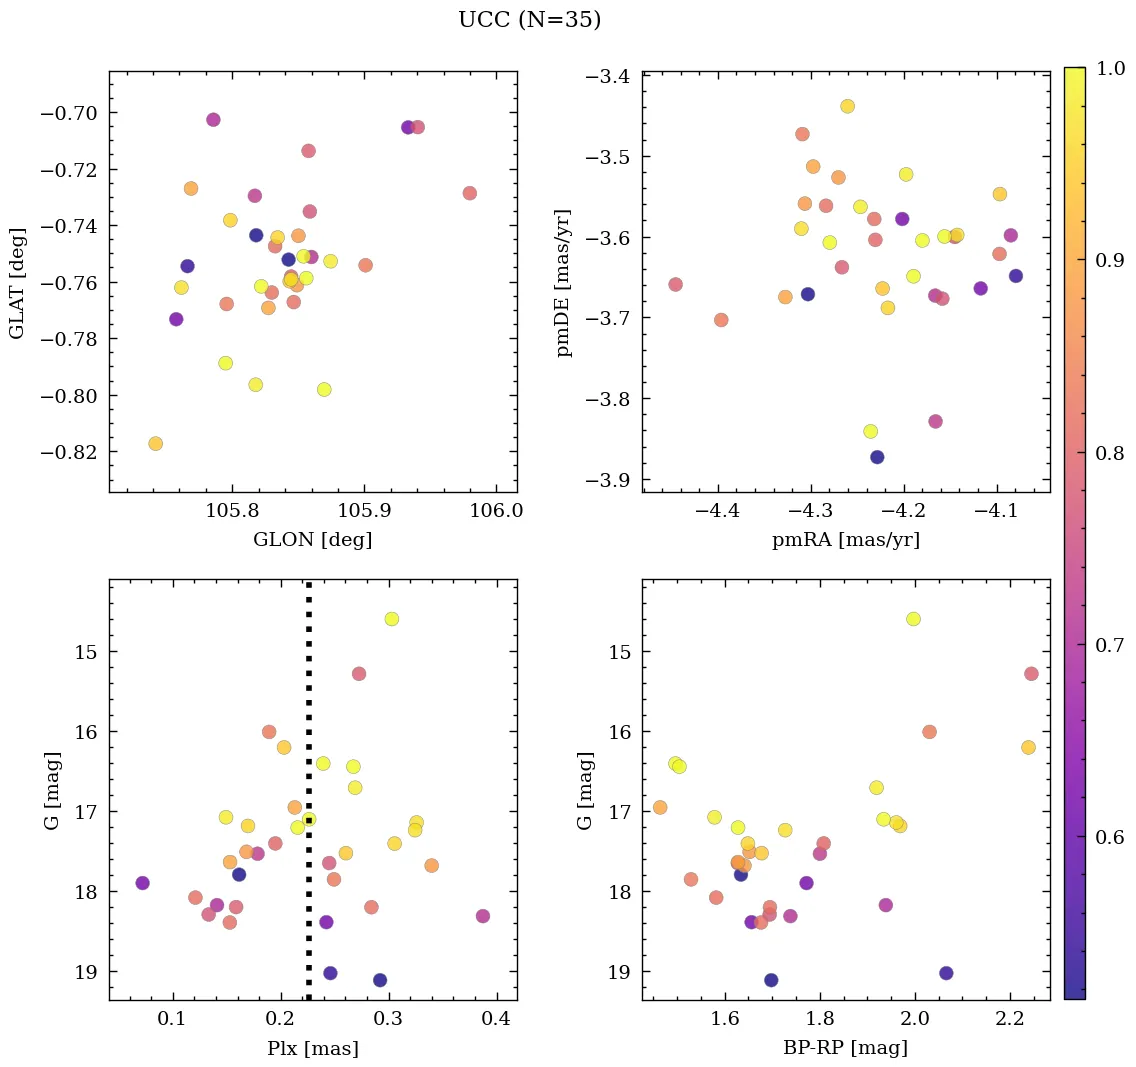 UCC (N=35)
−0.70
−0.72
−0.74
−0.76
−0.78
−0.80
−0.82
GLAT [deg]
105.8 105.9 106.0
GLON [deg]
−3.4
−3.5
−3.6
−3.7
−3.8
−3.9
pmDE [mas/yr]
−4.4 −4.3 −4.2 −4.1
pmRA [mas/yr]
15
16
17
18
19
G [mag]
0.1 0.2 0.3 0.4
Plx [mas]
15
16
17
18
19
G [mag]
1.6 1.8 2.0 2.2
BP-RP [mag]
1.0
0.9
0.8
0.7
0.6